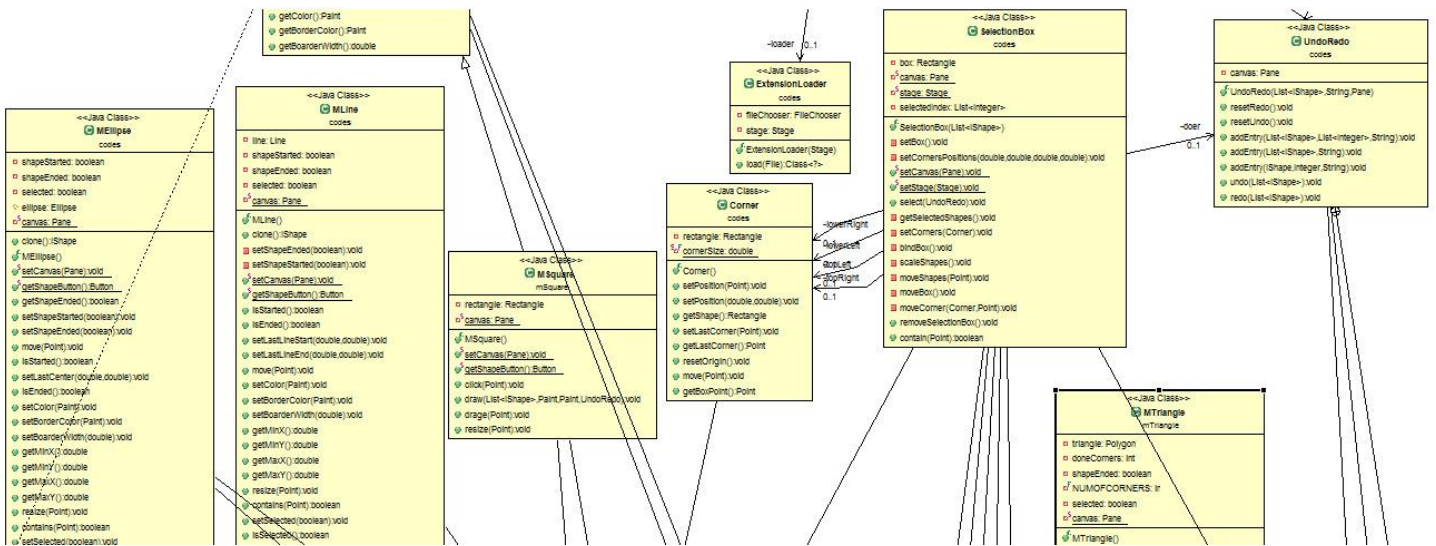 getColor():Paint
getBorderColor():Paint
getBoarderWidth():double
<<Java Class>>
MEllipse
codes
shapeStarted: boolean
shapeEnded: boolean
selected: boolean
ellipse: Ellipse
canvas: Pane
clone():IShape
MEllipse()
setCanvas(Pane):void
getShapeButton():Button
getShapeEnded():boolean
setShapeStarted(boolean):void
setShapeEnded(boolean):void
move(Point):void
isStarted():boolean
setLastCenter(double,double):void
isEnded():boolean
setColor(Paint):void
setBorderColor(Paint):void
setBoarderWidth(double):void
getMinX():double
getMinY():double
getMaxX():double
getMaxY():double
resize(Point):void
contains(Point):boolean
setSelected(boolean):void
<<Java Class>>
MLine
codes
line: Line
shapeStarted: boolean
shapeEnded: boolean
selected: boolean
canvas: Pane
MLine()
clone():IShape
setShapeEnded(boolean):void
setShapeStarted(boolean):void
setCanvas(Pane):void
getShapeButton():Button
isStarted():boolean
isEnded():boolean
setLastLineStart(double,double):void
setLastLineEnd(double,double):void
move(Point):void
setColor(Paint):void
setBorderColor(Paint):void
setBoarderWidth(double):void
getMinX():double
getMinY():double
getMaxX():double
getMaxY():double
resize(Point):void
contains(Point):boolean
setSelected(boolean):void
isSelected():boolean
<<Java Class>>
MSquare
mSquare
rectangle: Rectangle
canvas: Pane
MSquare()
setCanvas(Pane):void
getShapeButton():Button
click(Point):void
draw(List<IShape>,Paint,Paint,UndoRedo):void
drage(Point):void
resize(Point):void
-loader 0..1
<<Java Class>>
ExtensionLoader
codes
fileChooser: FileChooser
stage: Stage
ExtensionLoader(Stage)
load(File):Class<?>
<<Java Class>>
Corner
codes
rectangle: Rectangle
cornerSize: double
Corner()
setPosition(Point):void
setPosition(double,double):void
getShape():Rectangle
setLastCorner(Point):void
getLastCorner():Point
resetOrigin():void
move(Point):void
getBoxPoint():Point
-lowerRight
-lowerLeft
-topLeft
-topRight
0..1
<<Java Class>>
SelectionBox
codes
box: Rectangle
canvas: Pane
stage: Stage
selectedIndex: List<Integer>
SelectionBox(List<IShape>)
setBox():void
setCornersPositions(double,double,double,double):void
setCanvas(Pane):void
setStage(Stage):void
select(UndoRedo):void
getSelectedShapes():void
setCorners(Corner):void
bindBox():void
scaleShapes():void
moveShapes(Point):void
moveBox():void
moveCorner(Corner,Point):void
removeSelectionBox():void
contain(Point):boolean
-doer
0..1
<<Java Class>>
UndoRedo
codes
canvas: Pane
UndoRedo(List<IShape>,String,Pane)
resetRedo():void
resetUndo():void
addEntry(List<IShape>,List<Integer>,String):void
addEntry(List<IShape>,String):void
addEntry(IShape,Integer,String):void
undo(List<IShape>):void
redo(List<IShape>):void
<<Java Class>>
MTriangle
mTriangle
triangle: Polygon
doneCorners: int
shapeEnded: boolean
NUMOFCORNERS: ir
selected: boolean
canvas: Pane
MTriangle()